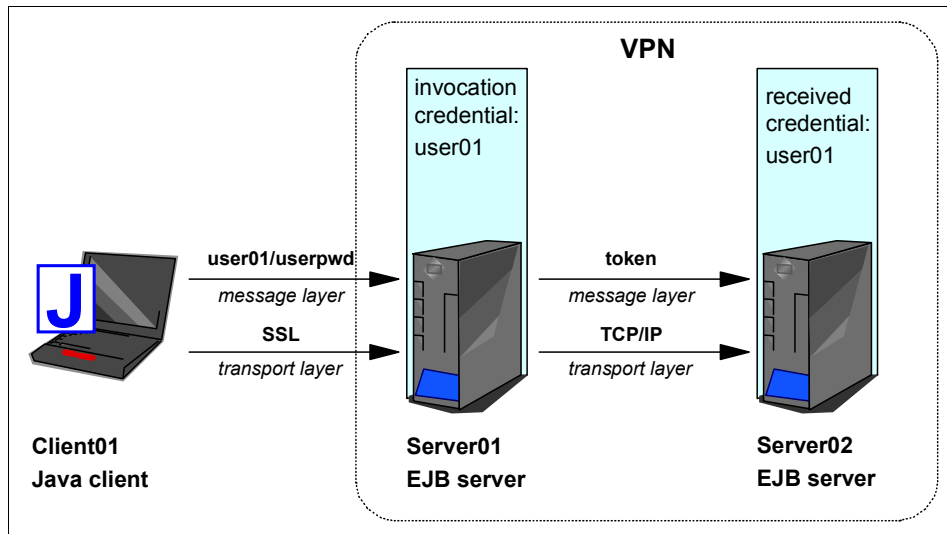 VPN
invocation
credential:
user01
received
credential:
user01
J
user01/userpwd
message layer
SSL
transport layer
token
message layer
TCP/IP
transport layer
Client01
Java client
Server01
EJB server
Server02
EJB server